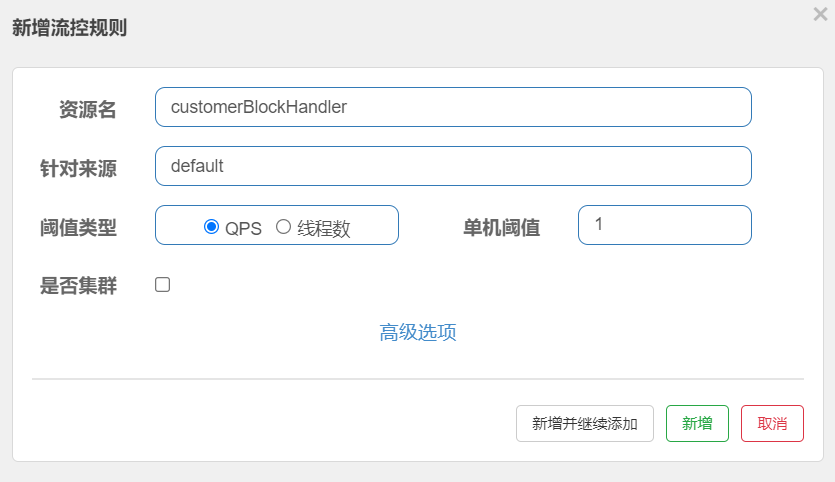 新增流控规则
资源名 customerBlockHandler
针对来源 default
阈值类型 QPS 线程数 单机阈值 1
是否集群
高级选项
新增并继续添加 新增 取消